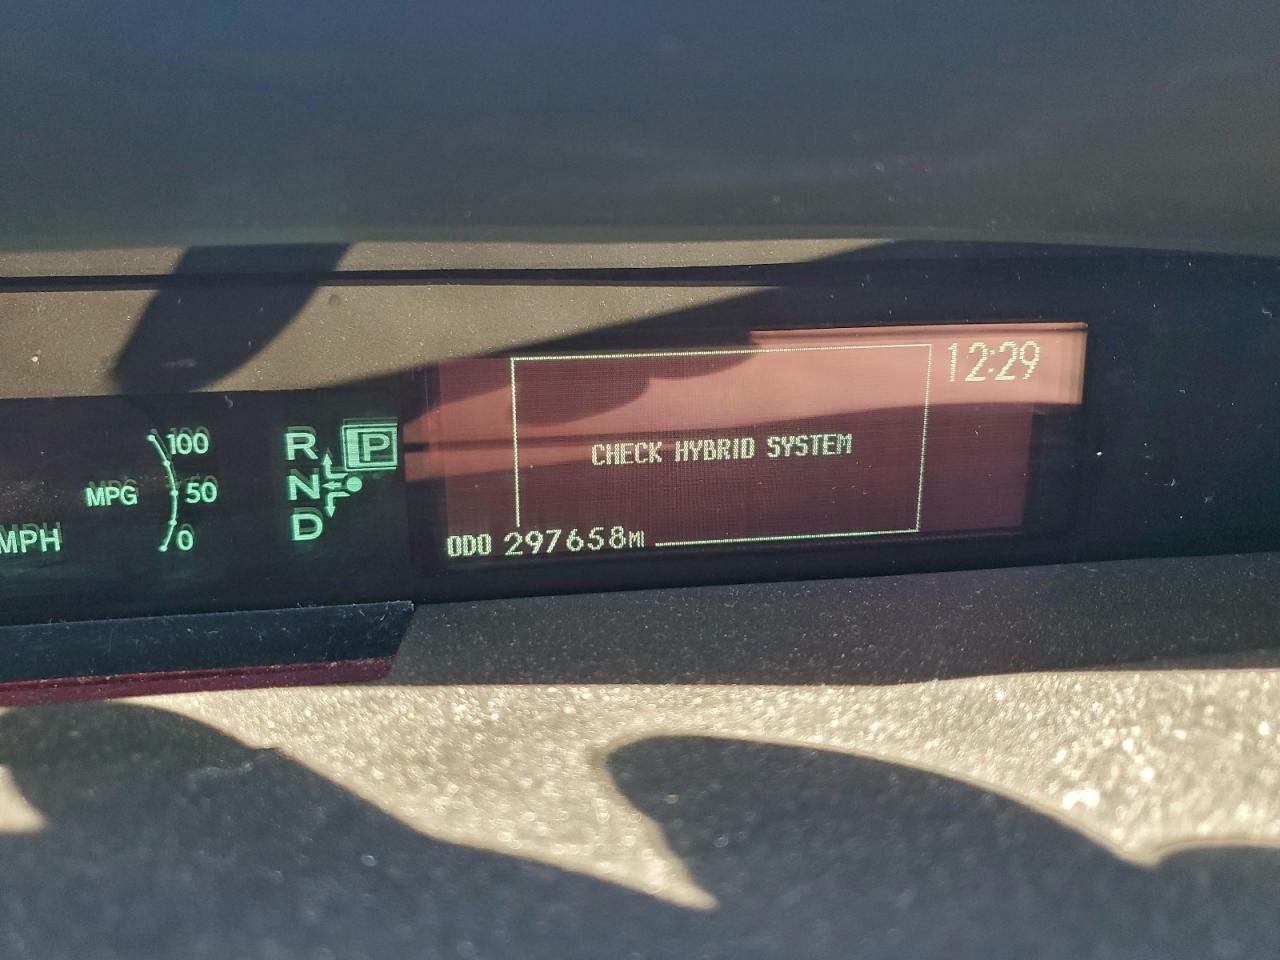 100
MPG 50
0
MPH
R P
N
D
12:29
CHECK HYBRID SYSTEM
ODO 297658MI